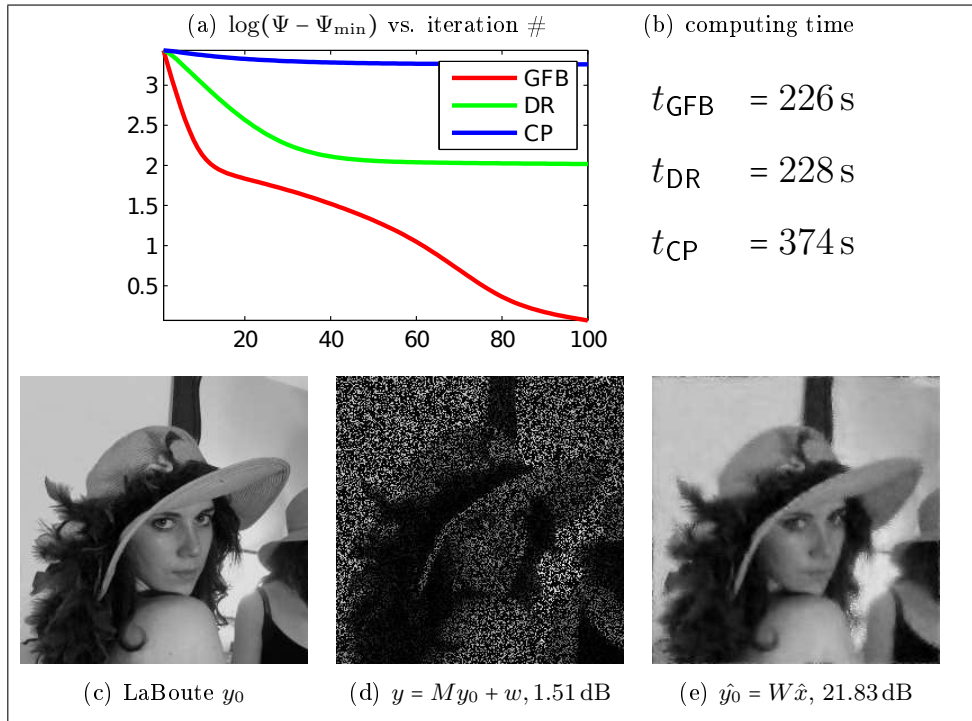 (a) log(Ψ − Ψmin) vs. iteration #
(b) computing time
3
2.5
2
1.5
1
0.5
20
40
60
80
100
GFB
DR
CP
tGFB = 226 s
tDR = 228 s
tCP = 374 s
(c) LaBoute y0
(d) y = My0 + w, 1.51 dB
(e) ŷ0 = Wx̂, 21.83 dB